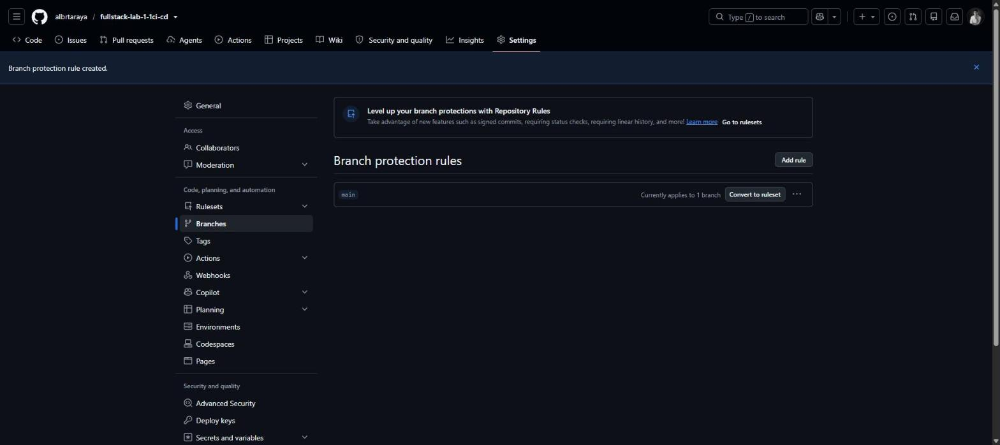 albrtaraya / fullstack-lab-1-1ci-cd
Type / to search
Code Issues Pull requests Agents Actions Projects Wiki Security and quality Insights Settings
Branch protection rule created.
General
Access
Collaborators
Moderation
Code, planning, and automation
Rulesets
Branches
Tags
Actions
Webhooks
Copilot
Planning
Environments
Codespaces
Pages
Security and quality
Advanced Security
Deploy keys
Secrets and variables
Level up your branch protections with Repository Rules
Take advantage of new features such as signed commits, requiring status checks, requiring linear history, and more! Learn more Go to rulesets
Branch protection rules
Add rule
main Currently applies to 1 branch Convert to ruleset